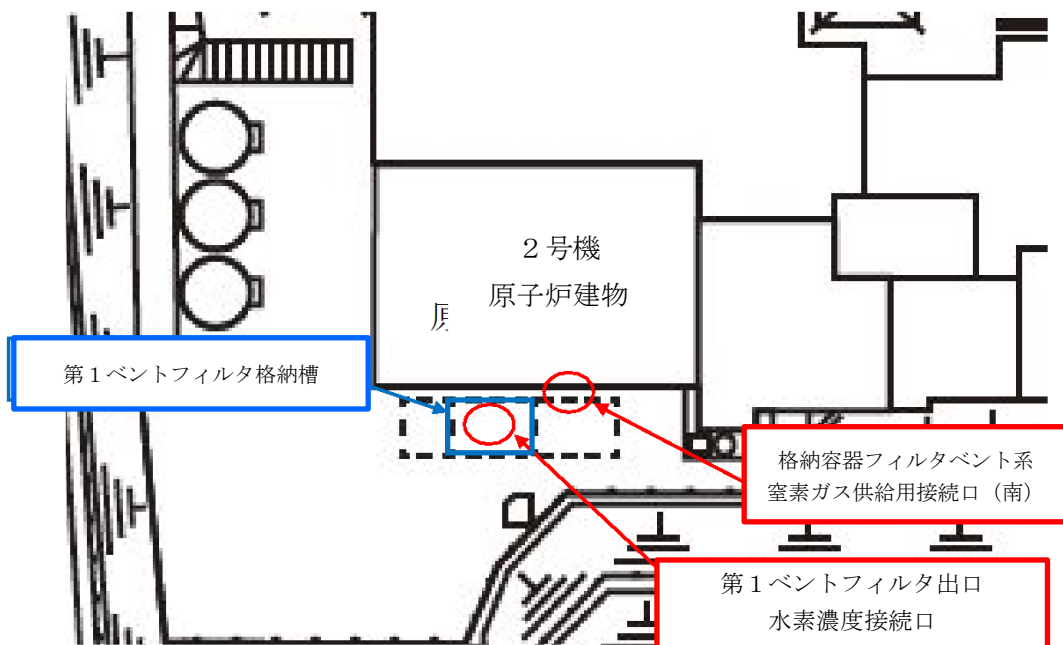 ２号機
原子炉建物
原
第１ベントフィルタ格納槽
格納容器フィルタベント系
窒素ガス供給用接続口（南）
第１ベントフィルタ出口
水素濃度接続口